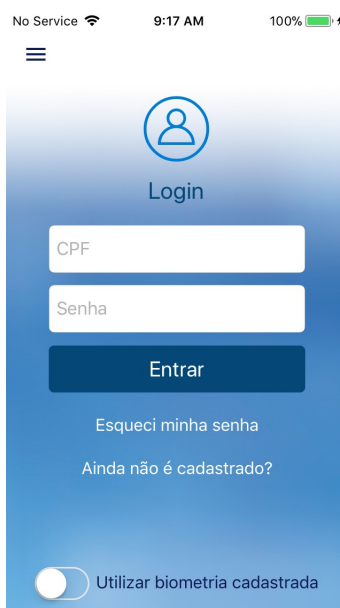 No Service 9:17 AM 100%
Login
CPF
Senha
Entrar
Esqueci minha senha
Ainda não é cadastrado?
Utilizar biometria cadastrada